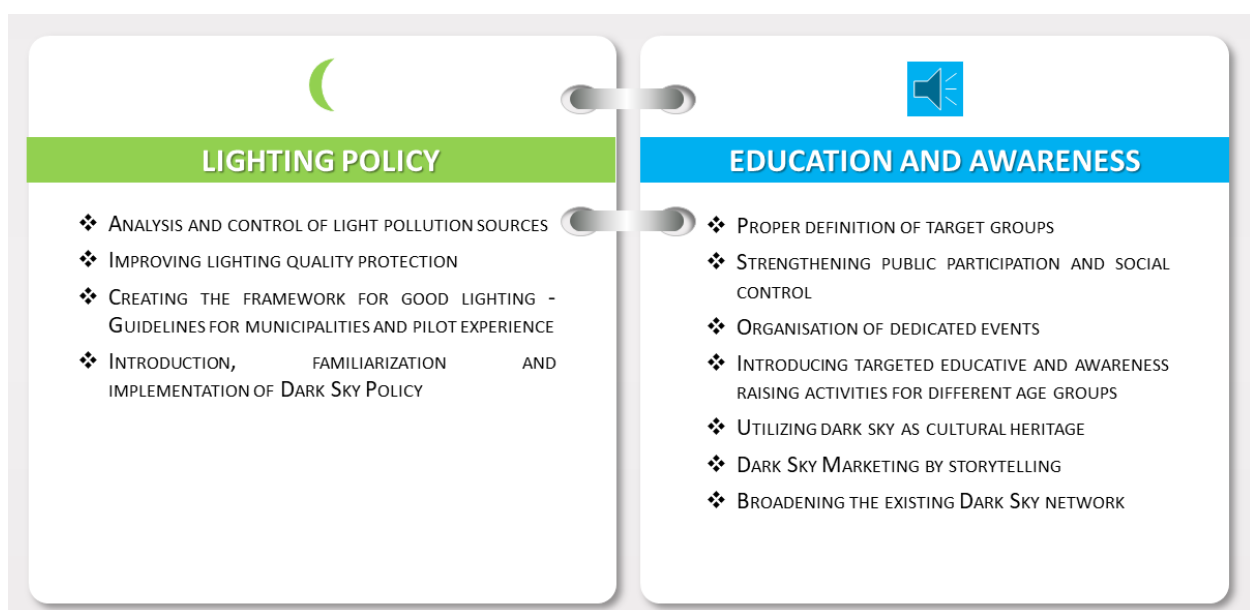 LIGHTING POLICY
Analysis and control of light pollution sources
Improving lighting quality protection
Creating the framework for good lighting -
Guidelines for municipalities and pilot experience
Introduction, familiarization and
implementation of Dark Sky Policy
EDUCATION AND AWARENESS
Proper definition of target groups
Strengthening public participation and social
control
Organisation of dedicated events
Introducing targeted educative and awareness
raising activities for different age groups
Utilizing dark sky as cultural heritage
Dark Sky Marketing by storytelling
Broadening the existing Dark Sky network